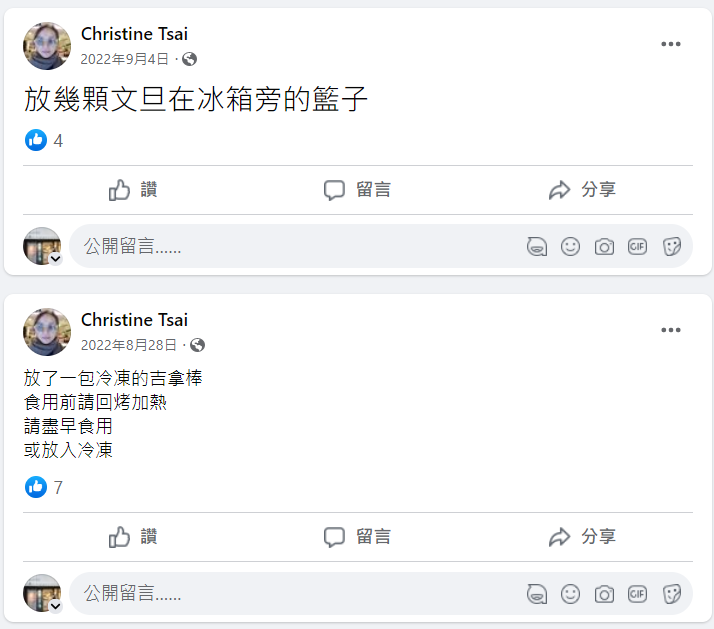 Christine Tsai
2022年9月4日 ·
放幾顆文旦在冰箱旁的籃子
4
讚 留言 分享
公開留言…… GIF
Christine Tsai
2022年8月28日 ·
放了一包冷凍的吉拿棒
食用前請回烤加熱
請盡早食用
或放入冷凍
7
讚 留言 分享
公開留言…… GIF